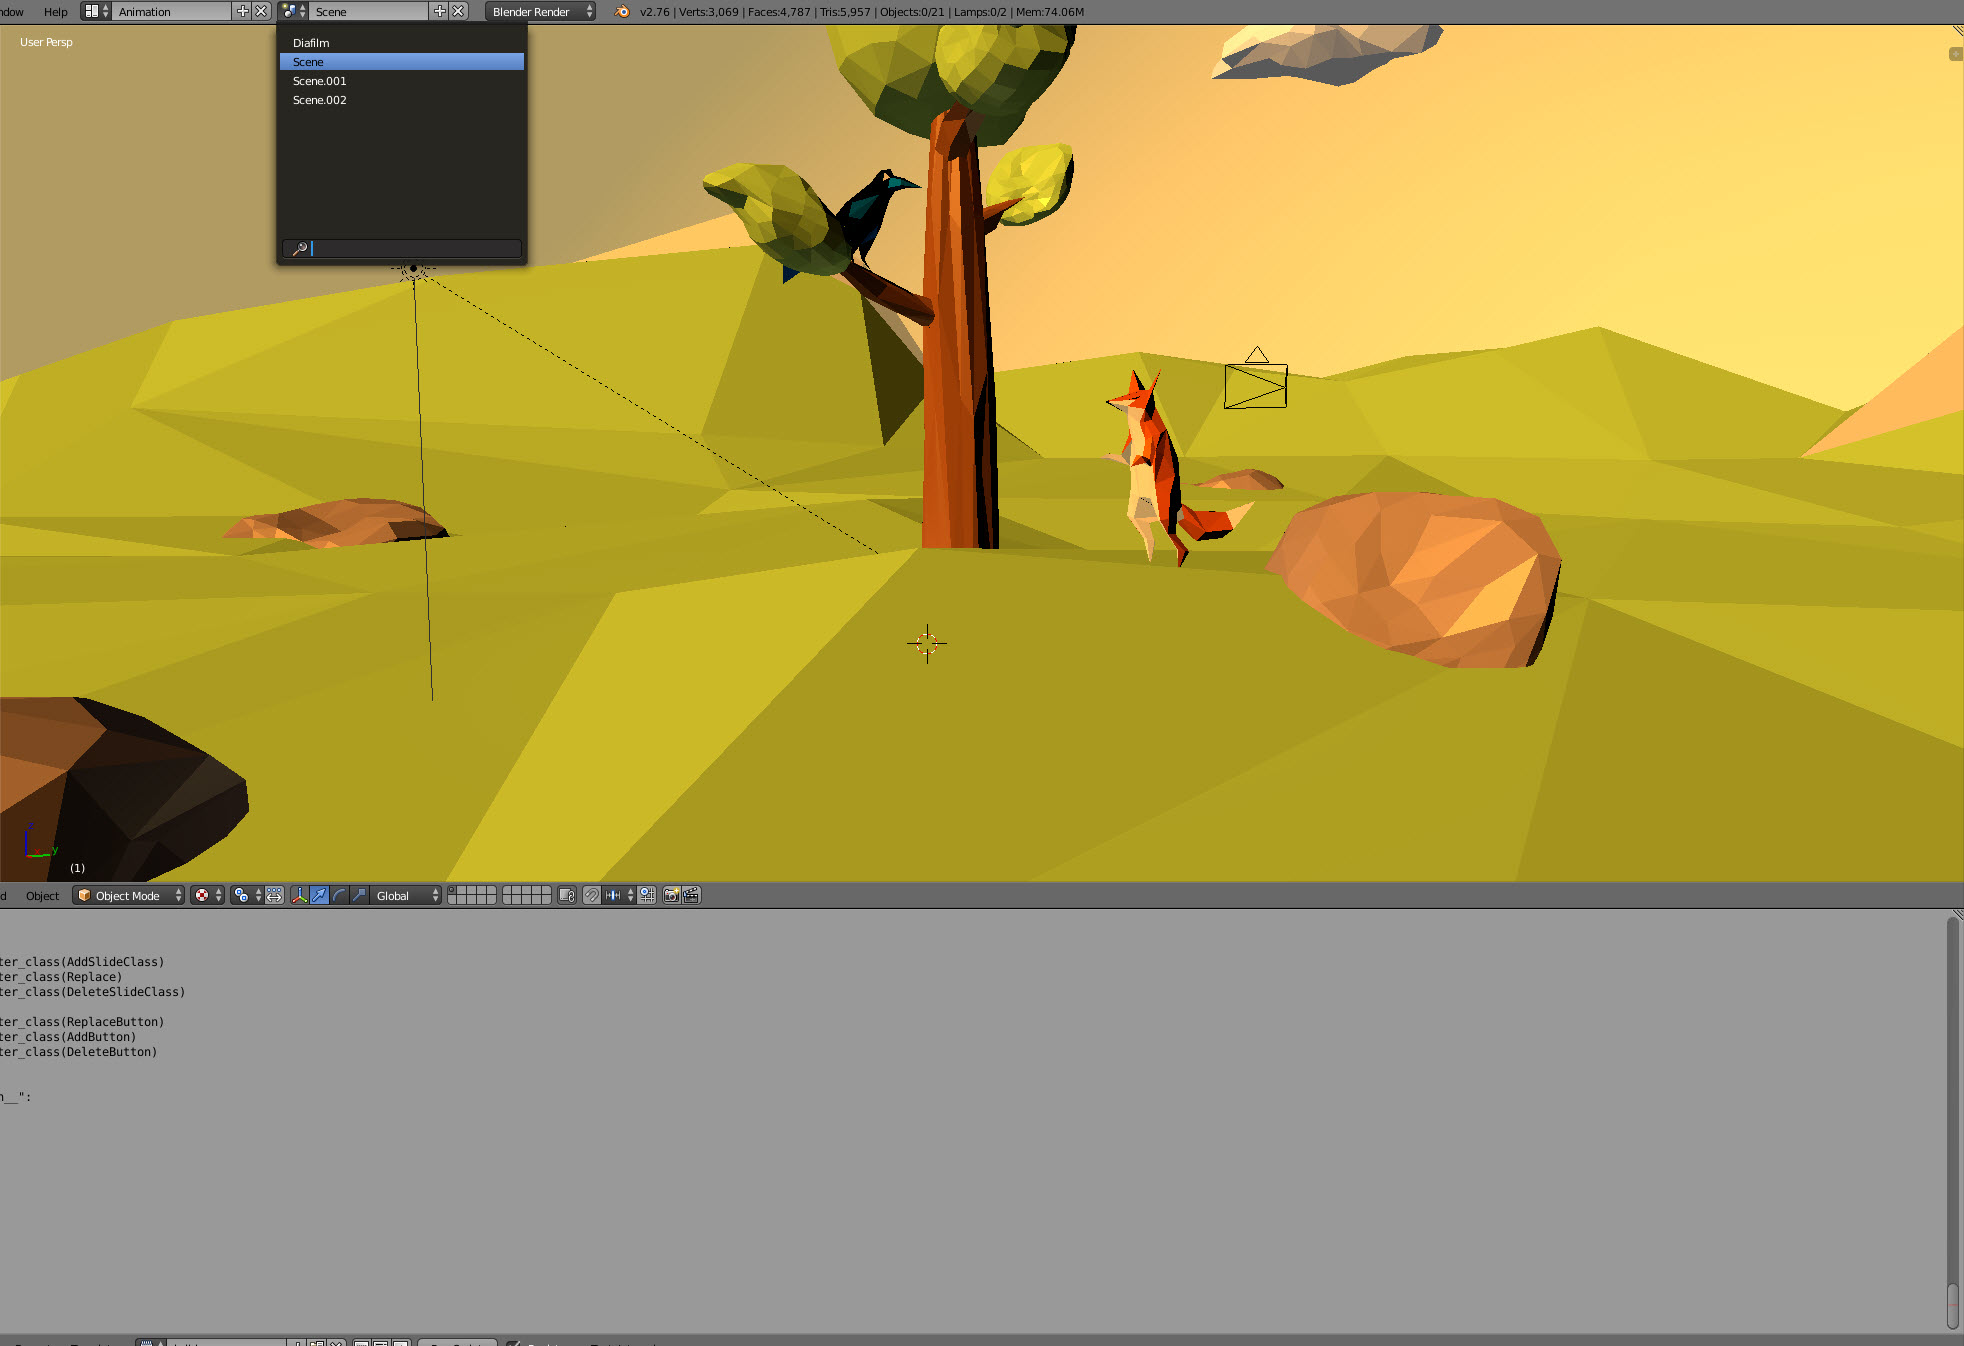 Help
Animation
Scene
Blender Render
v2.76 | Verts:3,069 | Faces:4,787 | Tris:5,957 | Objects:0/21 | Lamps:0/2 | Mem:74.06M
User Persp
Diafilm
Scene
Scene.001
Scene.002
z
x
y
(1)
Object
Object Mode
Global
ter_class(AddSlideClass)
ter_class(Replace)
ter_class(DeleteSlideClass)
ter_class(ReplaceButton)
ter_class(AddButton)
ter_class(DeleteButton)
n__":